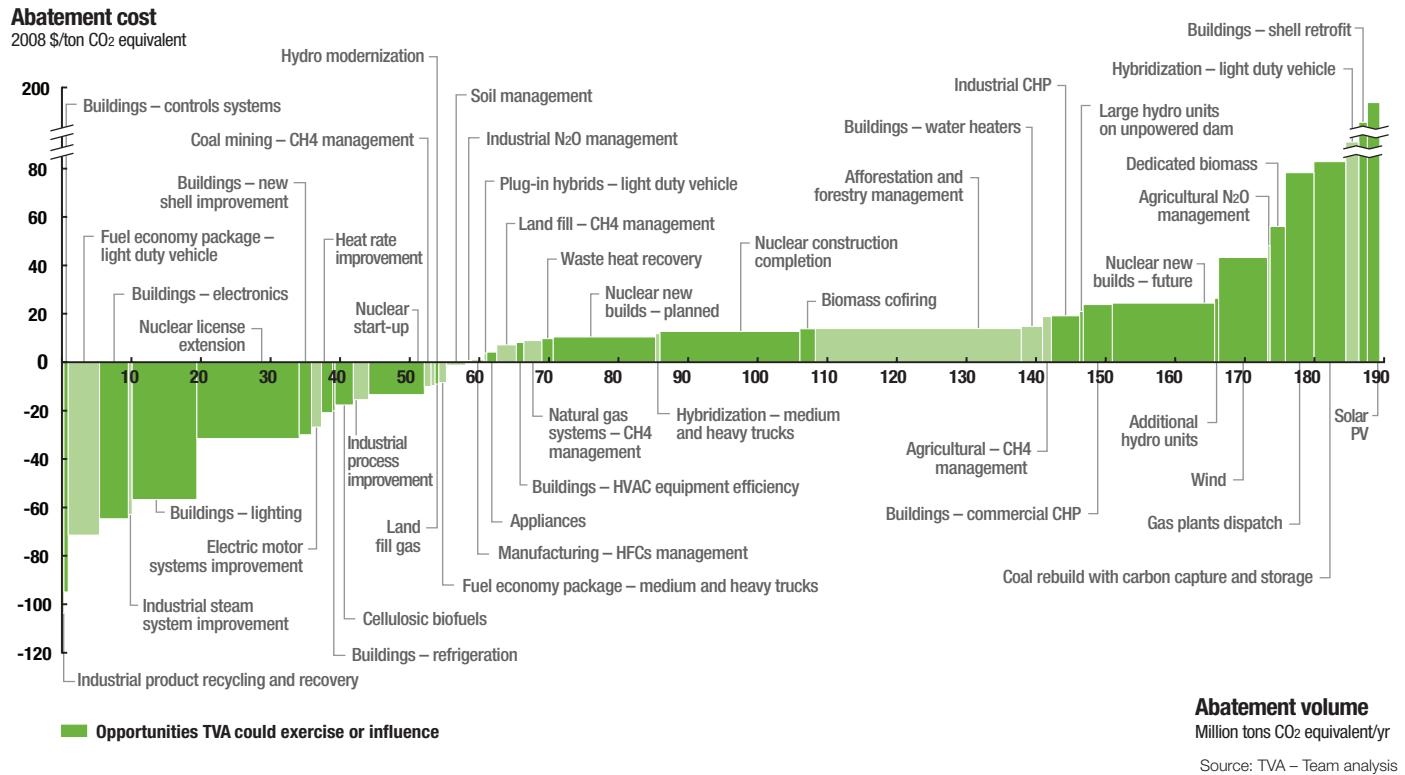 Abatement cost
2008 $/ton CO2 equivalent
Buildings – shell retrofit
Hydro modernization
Hybridization – light duty vehicle
Industrial CHP
200
Buildings – controls systems
Soil management
Large hydro units
on unpowered dam
Coal mining – CH4 management
Industrial N2O management
Buildings – water heaters
80
Buildings – new
shell improvement
Plug-in hybrids – light duty vehicle
Afforestation and
forestry management
Dedicated biomass
60
Land fill – CH4 management
Agricultural N2O
management
Fuel economy package –
light duty vehicle
Heat rate
improvement
Nuclear construction
completion
40
Waste heat recovery
Nuclear new
builds – future
Buildings – electronics
Nuclear new
builds – planned
Biomass cofiring
20
Nuclear license
extension
Nuclear
start-up
0
10
20
30
40
50
60
70
80
90
100
110
120
130
140
150
160
170
180
190
-20
Natural gas
systems – CH4
management
Hybridization – medium
and heavy trucks
Additional
hydro units
Solar
PV
Industrial
process
improvement
Agricultural – CH4
management
-40
Wind
Buildings – HVAC equipment efficiency
-60
Buildings – lighting
Appliances
Buildings – commercial CHP
Gas plants dispatch
Land
fill gas
Electric motor
systems improvement
Manufacturing – HFCs management
-80
Coal rebuild with carbon capture and storage
Fuel economy package – medium and heavy trucks
-100
Industrial steam
system improvement
Cellulosic biofuels
-120
Buildings – refrigeration
Industrial product recycling and recovery
Opportunities TVA could exercise or influence
Abatement volume
Million tons CO2 equivalent/yr
Source: TVA – Team analysis